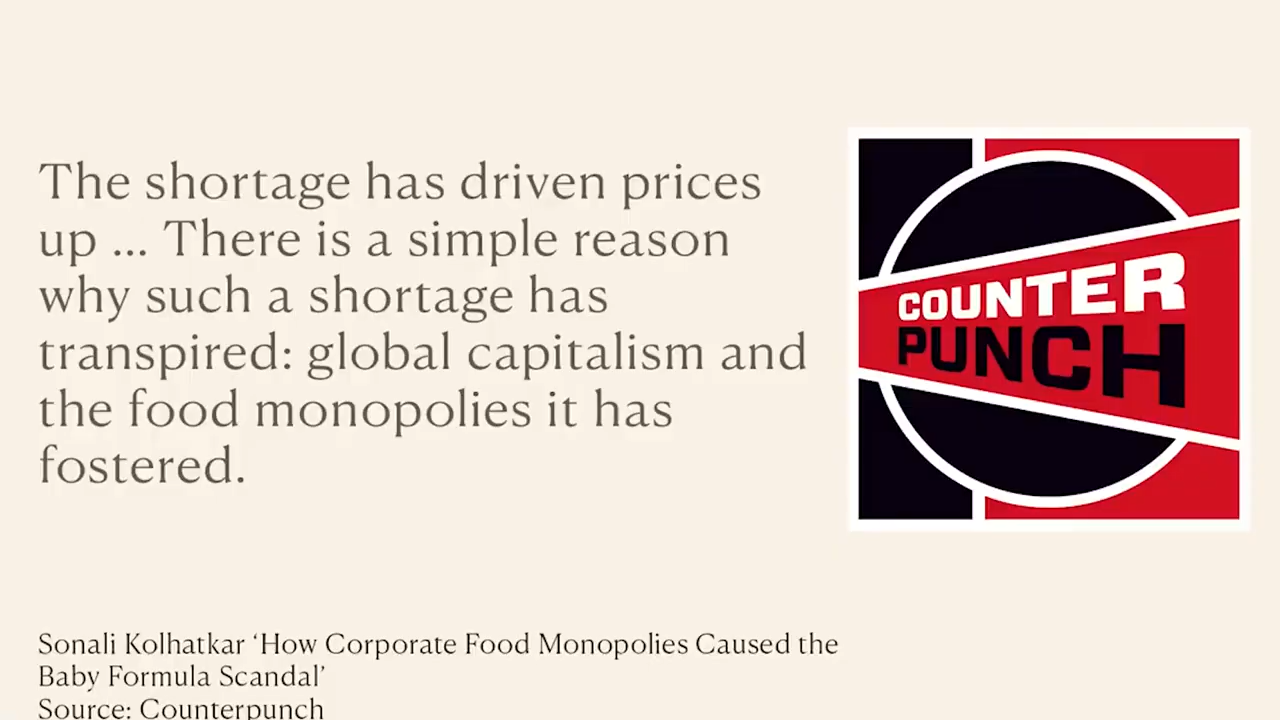 The shortage has driven prices
up ... There is a simple reason
why such a shortage has
transpired: global capitalism and
the food monopolies it has
fostered.
COUNTER
PUNCH
Sonali Kolhatkar ‘How Corporate Food Monopolies Caused the
Baby Formula Scandal’
Source: Counterpunch